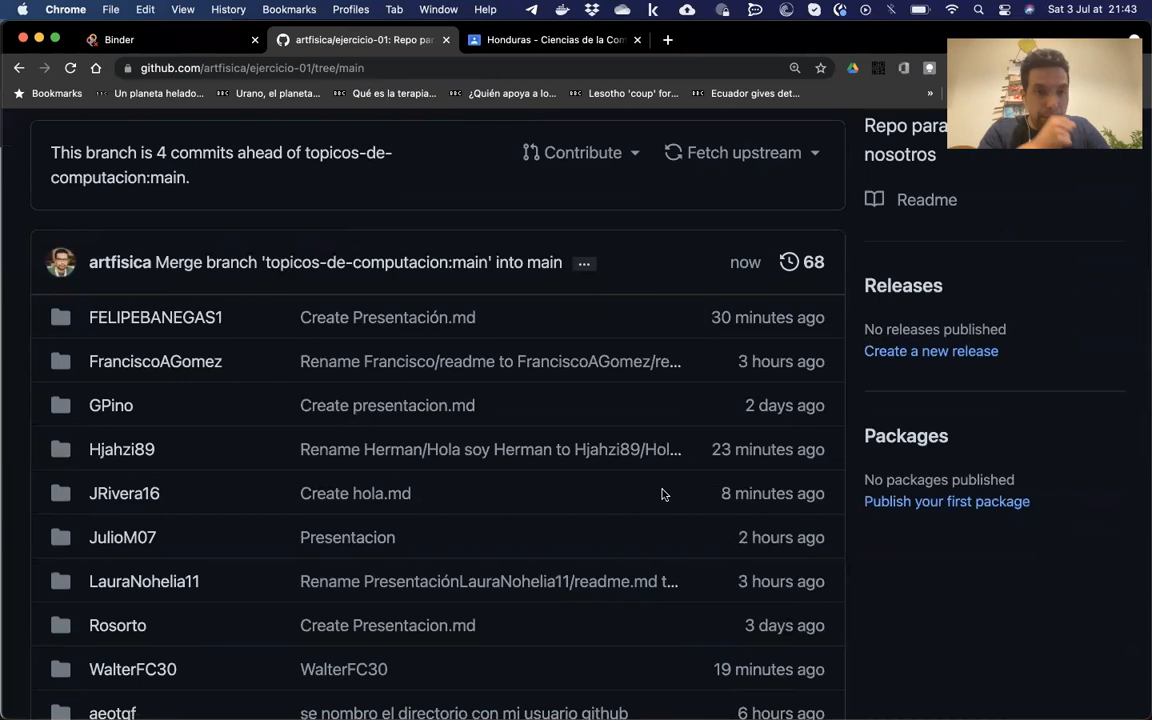 Chrome File Edit View History Bookmarks Profiles Tab Window Help Sat 3 Jul at 21:43
Binder artfisica/ejercicio-01: Repo pa Honduras - Ciencias de la Com
github.com/artfisica/ejercicio-01/tree/main
Bookmarks Un planeta helado... Urano, el planeta... Qué es la terapia... ¿Quién apoya a lo... Lesotho 'coup' for... Ecuador gives det... »
This branch is 4 commits ahead of topicos-de-
computacion:main.
Contribute Fetch upstream
Repo para
nosotros
Readme
artfisica Merge branch 'topicos-de-computacion:main' into main ... now 68
FELIPEBANEGAS1 Create Presentación.md 30 minutes ago
FranciscoAGomez Rename Francisco/readme to FranciscoAGomez/re... 3 hours ago
GPino Create presentacion.md 2 days ago
Hjahzi89 Rename Herman/Hola soy Herman to Hjahzi89/Hol... 23 minutes ago
JRivera16 Create hola.md 8 minutes ago
JulioM07 Presentacion 2 hours ago
LauraNohelia11 Rename PresentaciónLauraNohelia11/readme.md t... 3 hours ago
Rosorto Create Presentacion.md 3 days ago
WalterFC30 WalterFC30 19 minutes ago
aeotgf se nombro el directorio con mi usuario github 6 hours ago
Releases
No releases published
Create a new release
Packages
No packages published
Publish your first package